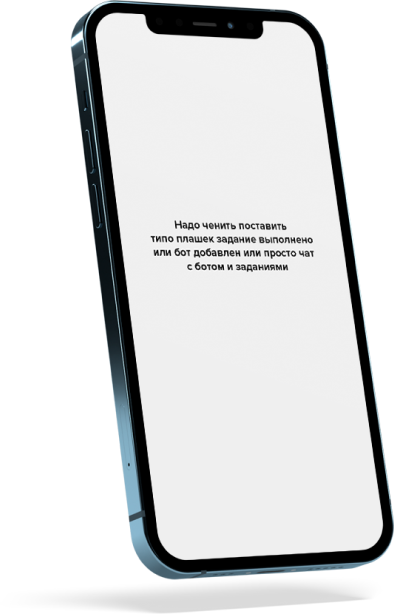 Надо ченить поставить
типо плашек задание выполнено
или бот добавлен или просто чат
с ботом и заданиями